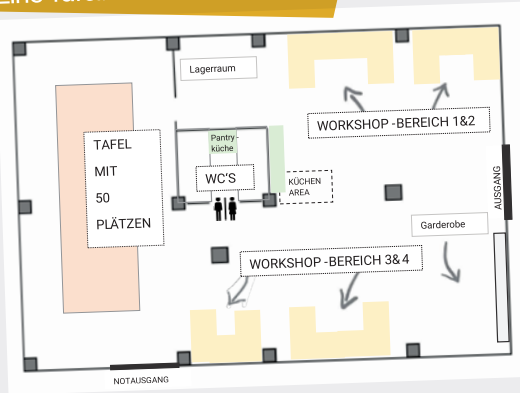 Lagerraum
WORKSHOP -BEREICH 1&2
Pantry-
küche
TAFEL
MIT
50
PLÄTZEN
WC'S
KÜCHEN
AREA
AUSGANG
Garderobe
WORKSHOP -BEREICH 3&4
NOTAUSGANG